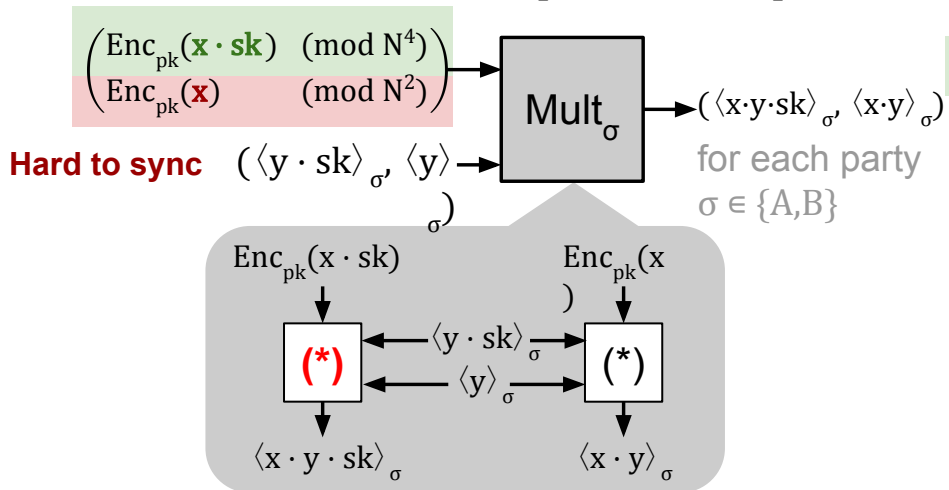 Enc_pk(x · sk) (mod N⁴)
Enc_pk(x) (mod N²)
Mult_σ
(⟨x·y·sk⟩_σ, ⟨x·y⟩_σ)
Hard to sync (⟨y · sk⟩_σ, ⟨y⟩
σ)
for each party
σ ∈ {A,B}
Enc_pk(x · sk) Enc_pk(x
)
(*) ⟨y · sk⟩_σ (*)
⟨y⟩_σ
⟨x · y · sk⟩_σ ⟨x · y⟩_σ